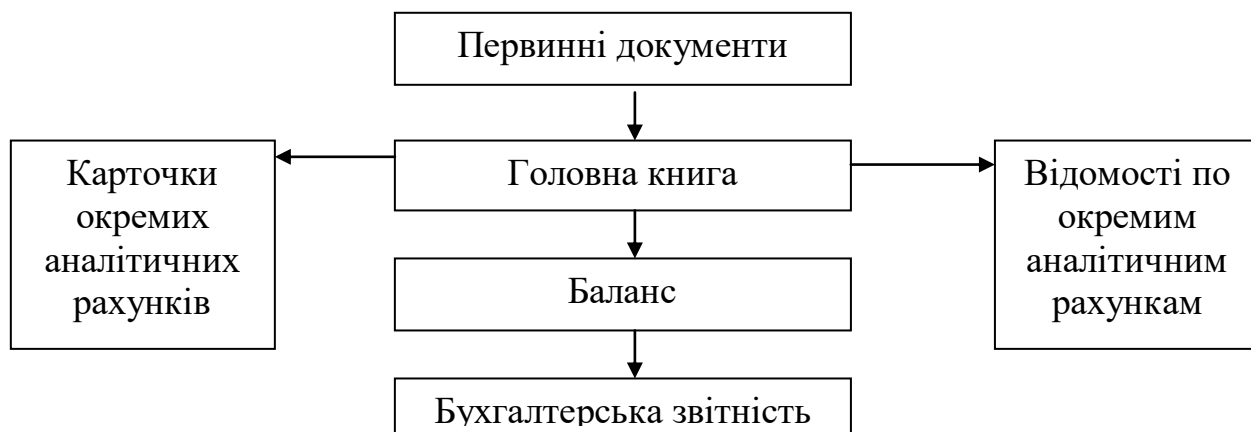 Первинні документи
Головна книга
Карточки
окремих
аналітичних
рахунків
Відомості по
окремим
аналітичним
рахункам
Баланс
Бухгалтерська звітність